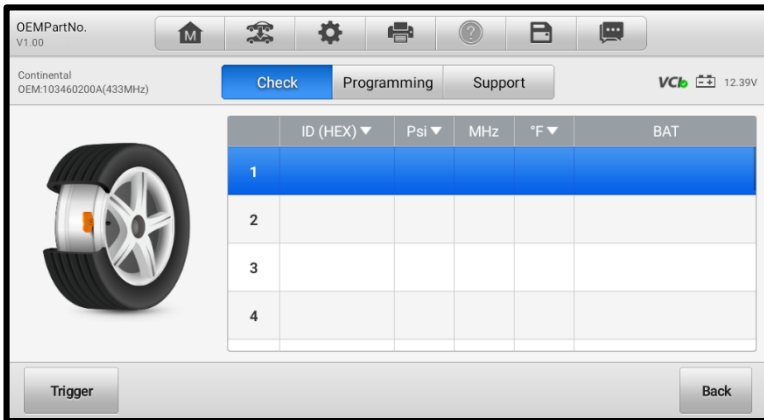 OEMPartNo.
V1.00
M
Continental
OEM:103460200A(433MHz)
Check Programming Support
VCI 12.39V
ID (HEX) Psi MHz °F BAT
1
2
3
4
Trigger Back